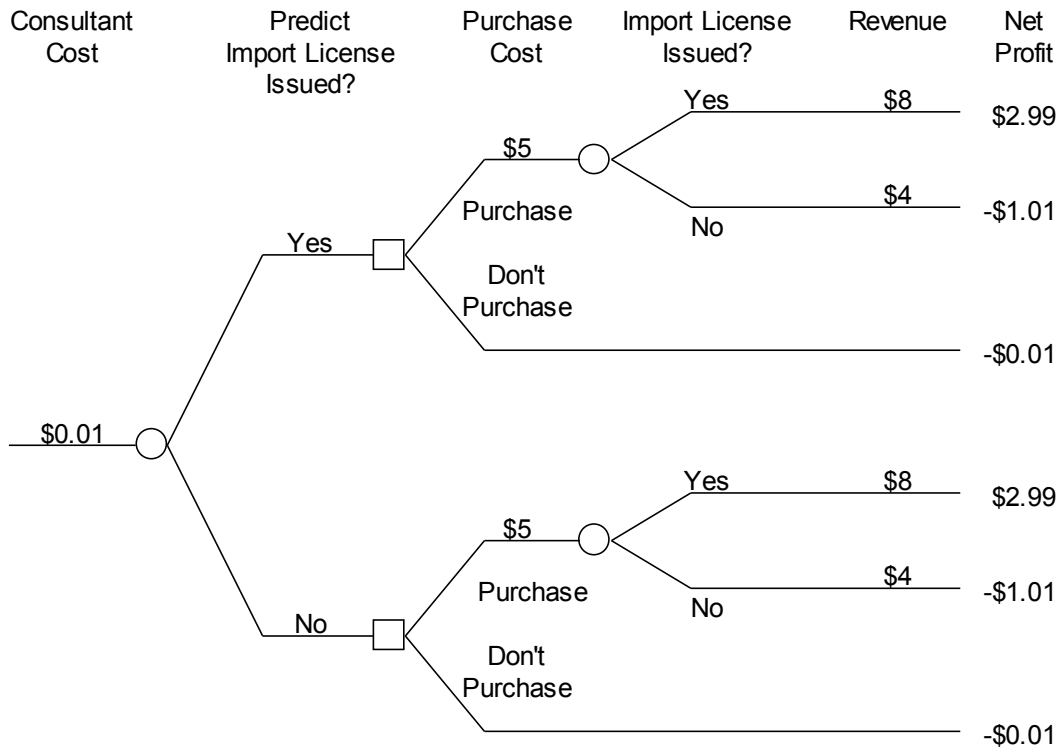 Consultant
Cost
Predict
Import License
Issued?
Purchase
Cost
Import License
Issued?
Revenue
Net
Profit
Yes
$8
$2.99
$5
Purchase
$4
-$1.01
No
Yes
Don't
Purchase
-$0.01
$0.01
Yes
$8
$2.99
$5
Purchase
$4
-$1.01
No
No
Don't
Purchase
-$0.01